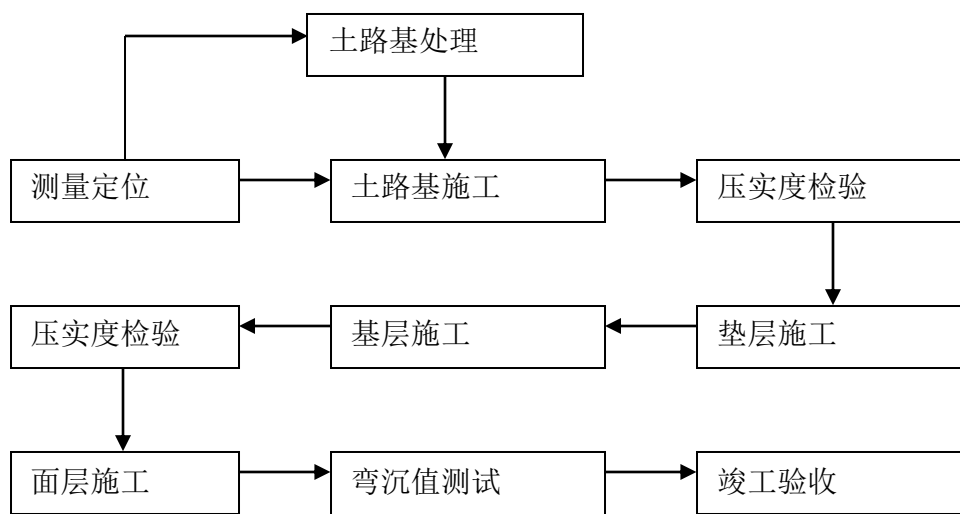 土路基处理
测量定位
土路基施工
压实度检验
压实度检验
基层施工
垫层施工
面层施工
弯沉值测试
竣工验收